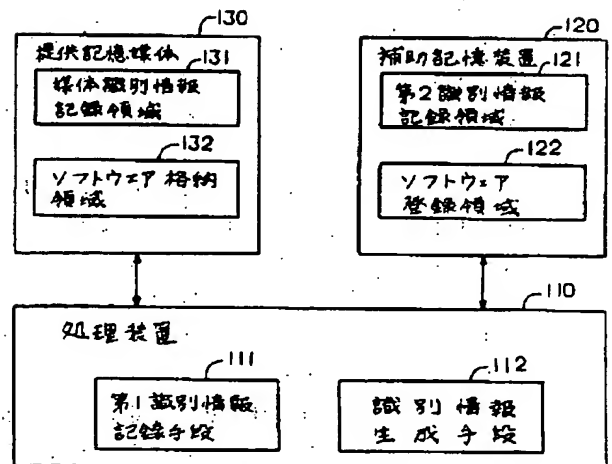 130
提供記憶媒体
131
媒体識別情報
記録領域
132
ソフトウェア格納
領域
120
補助記憶装置
121
第2識別情報
記録領域
122
ソフトウェア
登録領域
110
処理装置
111
第1識別情報
記録手段
112
識別情報
生成手段